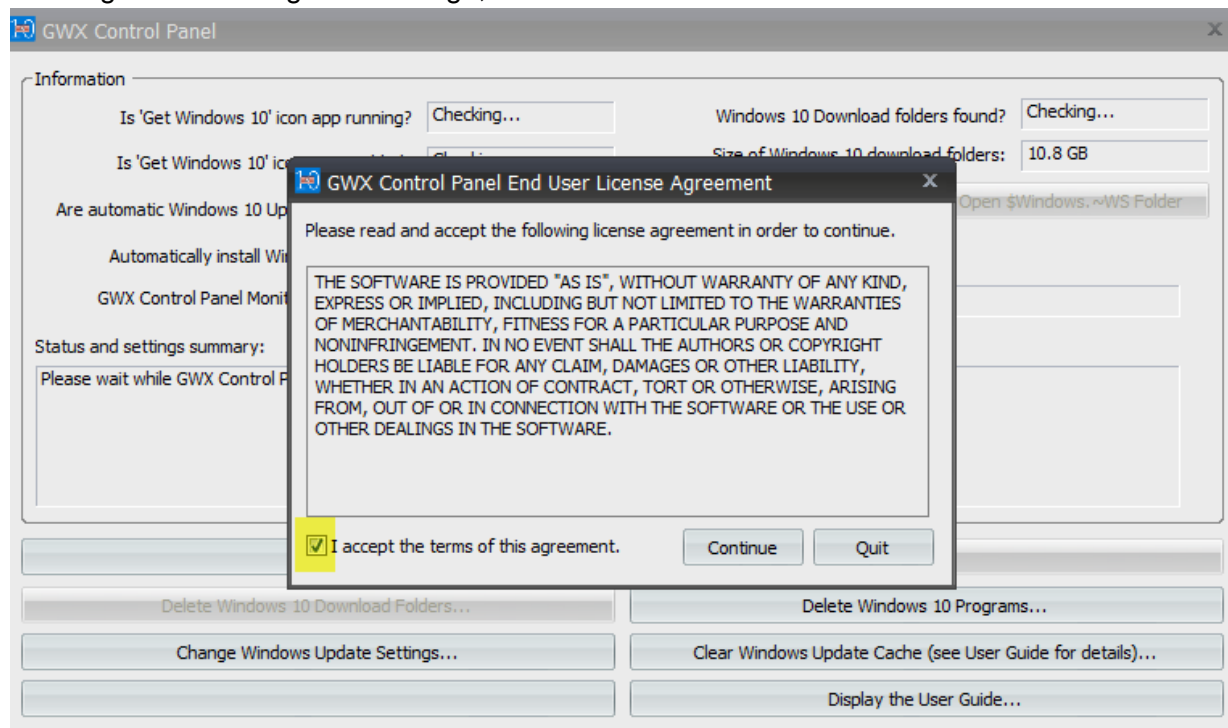 GWX Control Panel
Information
Is 'Get Windows 10' icon app running? Checking...
Windows 10 Download folders found? Checking...
Is 'Get Windows 10' ico
Size of Windows 10 download folders: 10.8 GB
Are automatic Windows 10 Up
Open $Windows.~WS Folder
Automatically install Wi
GWX Control Panel Monit
Status and settings summary:
Please wait while GWX Control P
GWX Control Panel End User License Agreement
Please read and accept the following license agreement in order to continue.
THE SOFTWARE IS PROVIDED "AS IS", WITHOUT WARRANTY OF ANY KIND,
EXPRESS OR IMPLIED, INCLUDING BUT NOT LIMITED TO THE WARRANTIES
OF MERCHANTABILITY, FITNESS FOR A PARTICULAR PURPOSE AND
NONINFRINGEMENT. IN NO EVENT SHALL THE AUTHORS OR COPYRIGHT
HOLDERS BE LIABLE FOR ANY CLAIM, DAMAGES OR OTHER LIABILITY,
WHETHER IN AN ACTION OF CONTRACT, TORT OR OTHERWISE, ARISING
FROM, OUT OF OR IN CONNECTION WITH THE SOFTWARE OR THE USE OR
OTHER DEALINGS IN THE SOFTWARE.
I accept the terms of this agreement.
Continue
Quit
Delete Windows 10 Download Folders...
Delete Windows 10 Programs...
Change Windows Update Settings...
Clear Windows Update Cache (see User Guide for details)...
Display the User Guide...